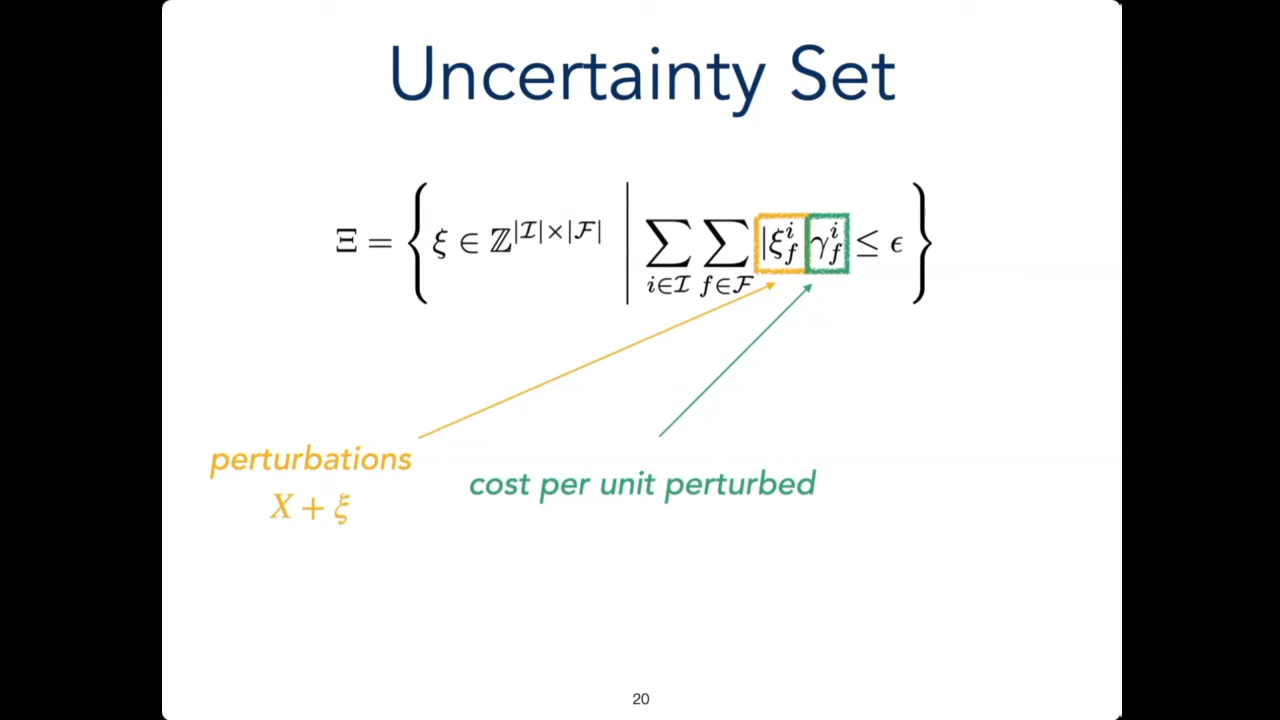 Uncertainty Set
Ξ = { ξ ∈ ℤ^{|ℐ|×|ℱ|} | ∑_{i∈ℐ} ∑_{f∈ℱ} |ξ_f^i γ_f^i ≤ ϵ }
perturbations
X + ξ
cost per unit perturbed
20